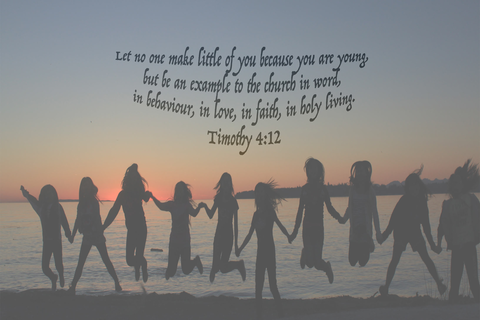 Let no one make little of you because you are young,
but be an example to the church in word,
in behaviour, in love, in faith, in holy living.
Timothy 4:12